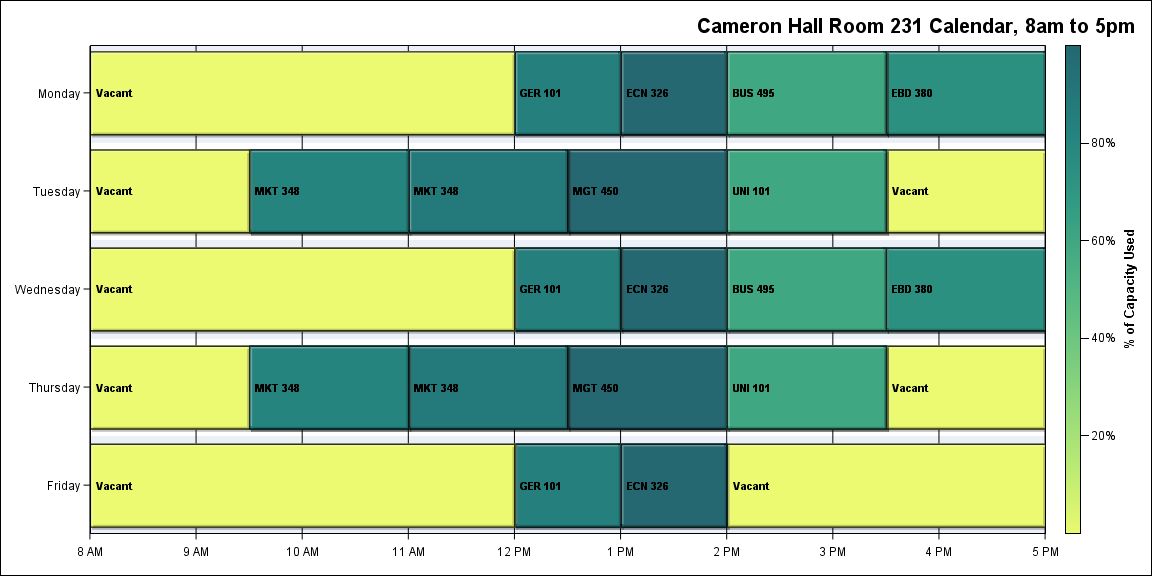 Cameron Hall Room 231 Calendar, 8am to 5pm
Monday
Vacant
GER 101
ECN 326
BUS 495
EBD 380
Tuesday
Vacant
MKT 348
MKT 348
MGT 450
UNI 101
Vacant
Wednesday
Vacant
GER 101
ECN 326
BUS 495
EBD 380
Thursday
Vacant
MKT 348
MKT 348
MGT 450
UNI 101
Vacant
Friday
Vacant
GER 101
ECN 326
Vacant
8 AM
9 AM
10 AM
11 AM
12 PM
1 PM
2 PM
3 PM
4 PM
5 PM
80%
60%
40%
20%
% of Capacity Used